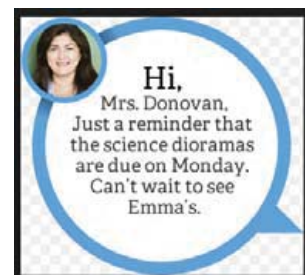 Hi,
Mrs. Donovan,
Just a reminder that
the science dioramas
are due on Monday.
Can't wait to see
Emma's.